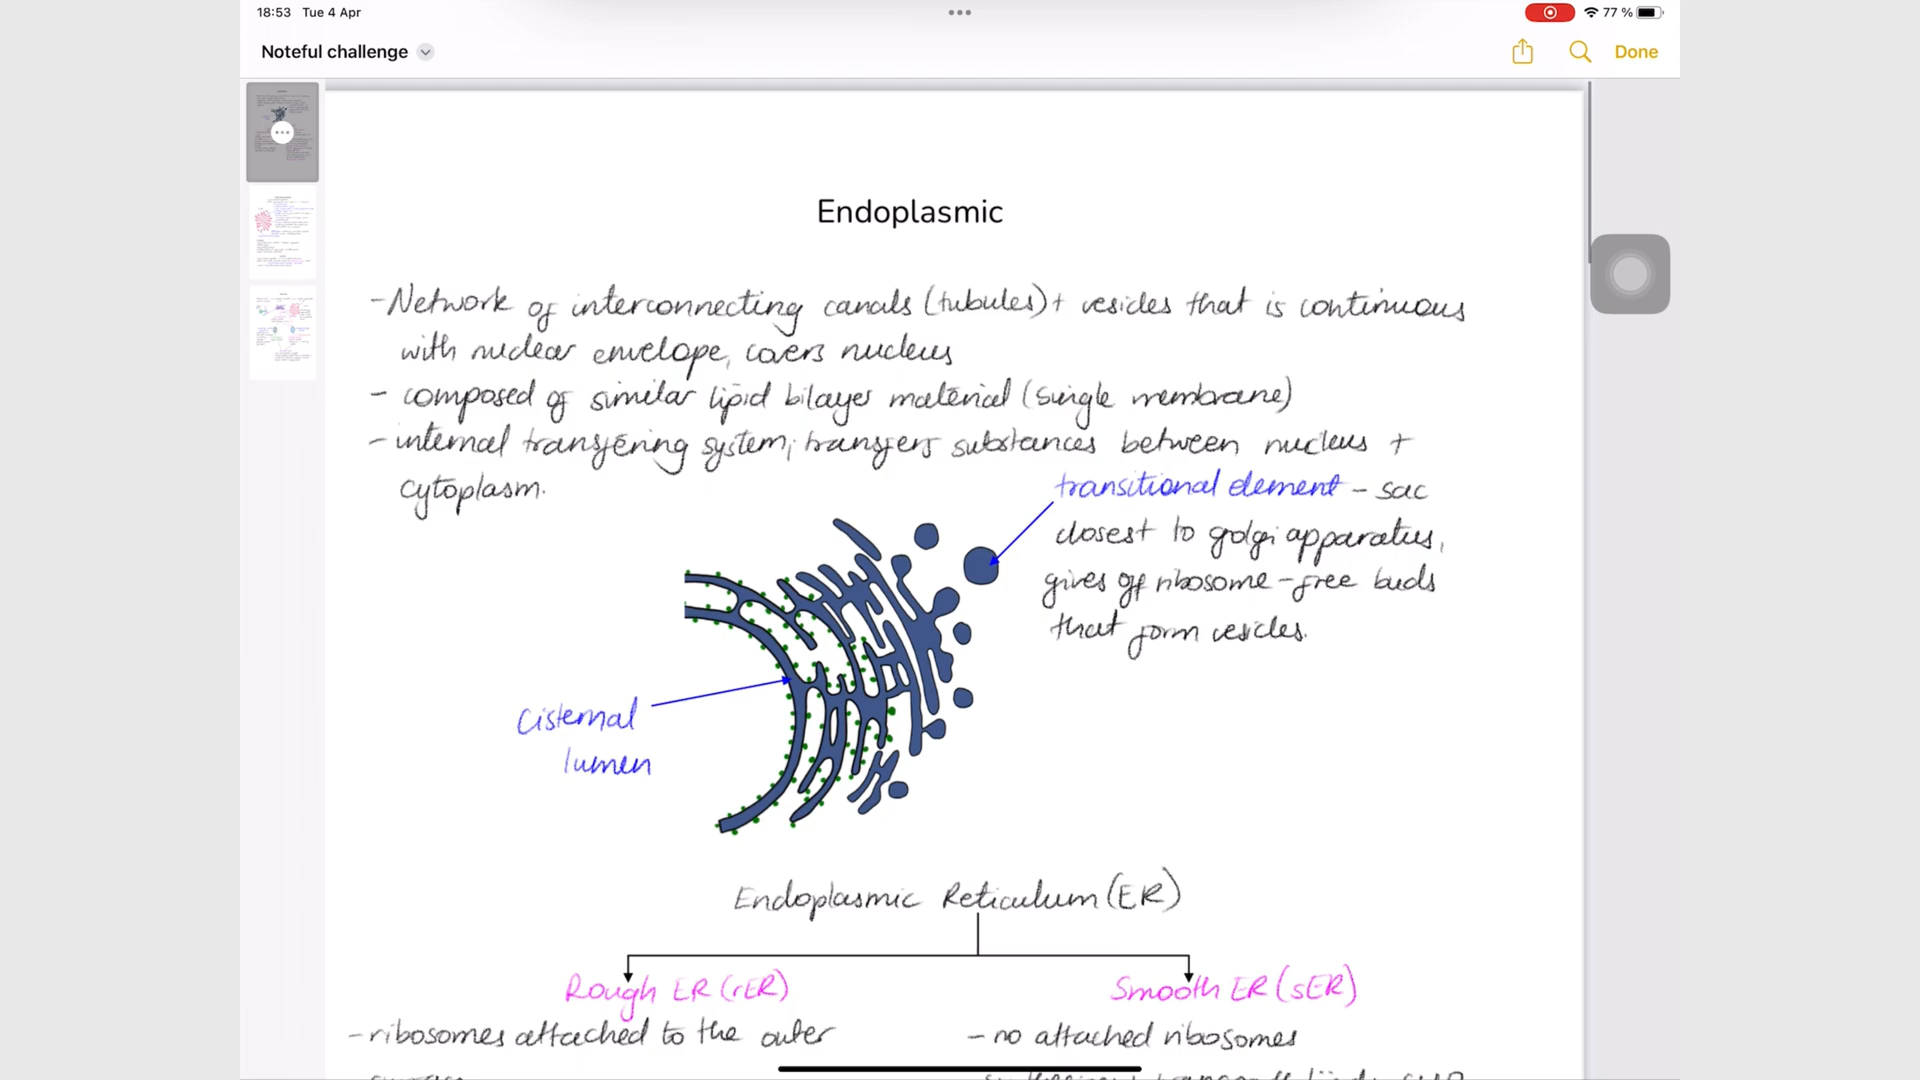 18:53 Tue 4 Apr
77 %
Noteful challenge
Done
Endoplasmic
-Network of interconnecting canals (tubules)+ vesicles that is continuous
with nuclear envelope, covers nucleus
- composed of similar lipid bilayer material (single membrane)
- internal transfering system, transfers substances between nucleus +
cytoplasm.
transitional element - sac
closest to golgi apparatus,
gives off ribosome-free buds
that form vesicles.
Cisternal
lumen
Endoplasmic Reticulum (ER)
Rough ER (rER)
Smooth ER (sER)
- ribosomes attached to the outer
- no attached ribosomes